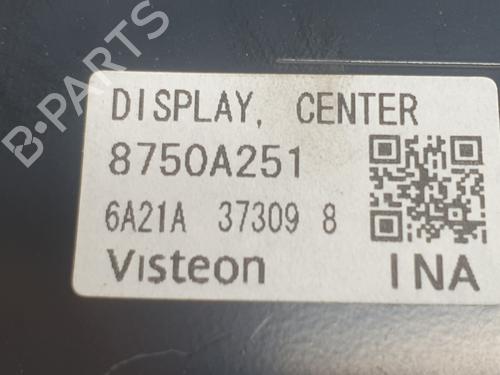 B-Parts
DISPLAY, CENTER
8750A251
6A21A 37309 8
Visteon INA